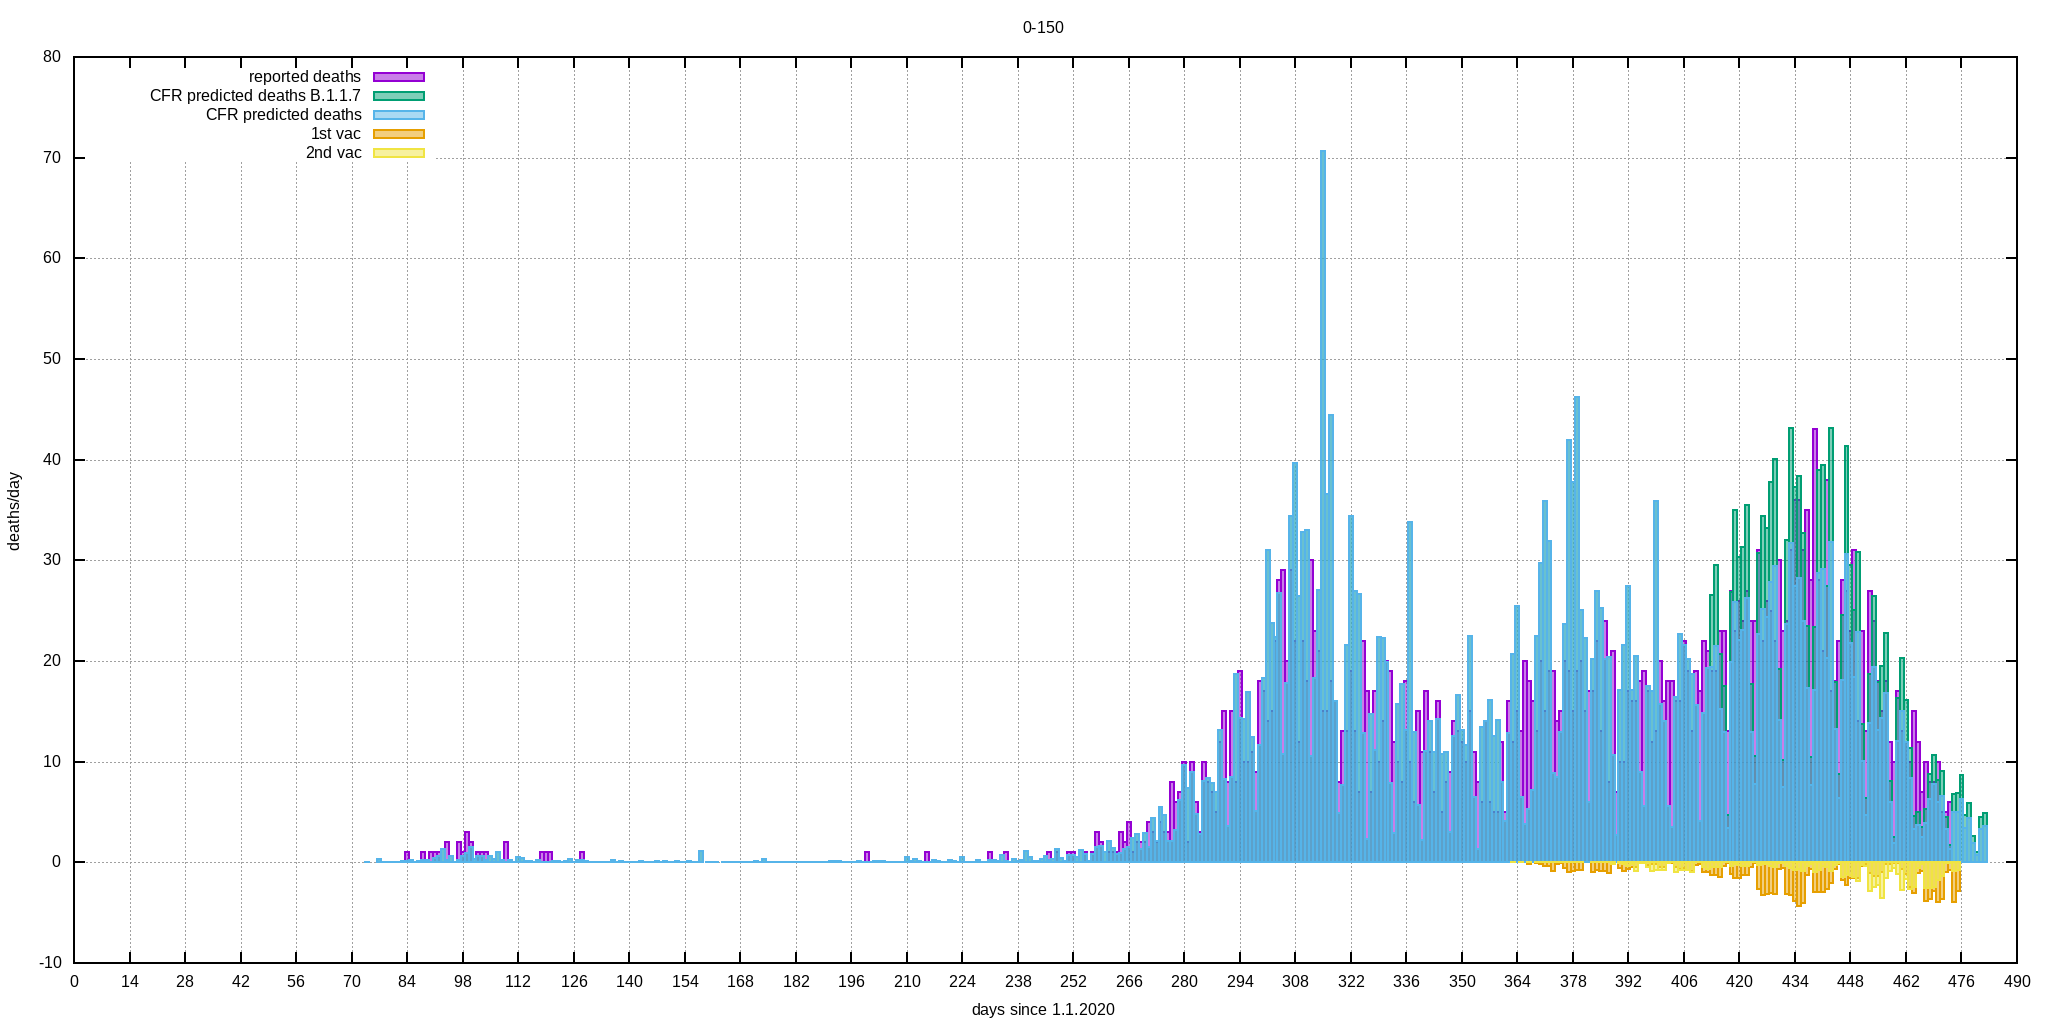 0-150
80
70
60
50
40
30
20
10
0
-10
deaths/day
reported deaths
CFR predicted deaths B.1.1.7
CFR predicted deaths
1st vac
2nd vac
0 14 28 42 56 70 84 98 112 126 140 154 168 182 196 210 224 238 252 266 280 294 308 322 336 350 364 378 392 406 420 434 448 462 476 490
days since 1.1.2020